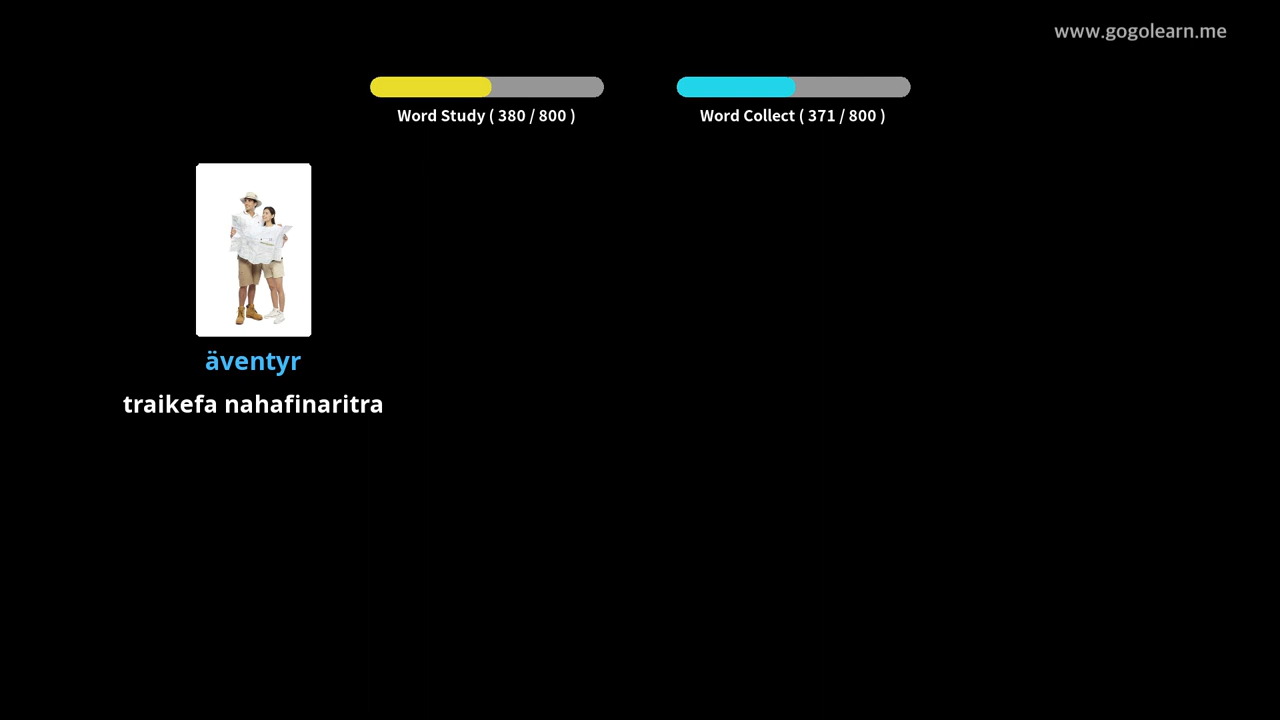 www.gogolearn.me
Word Study ( 380 / 800 )
Word Collect ( 371 / 800 )
äventyr
traikefa nahafinaritra